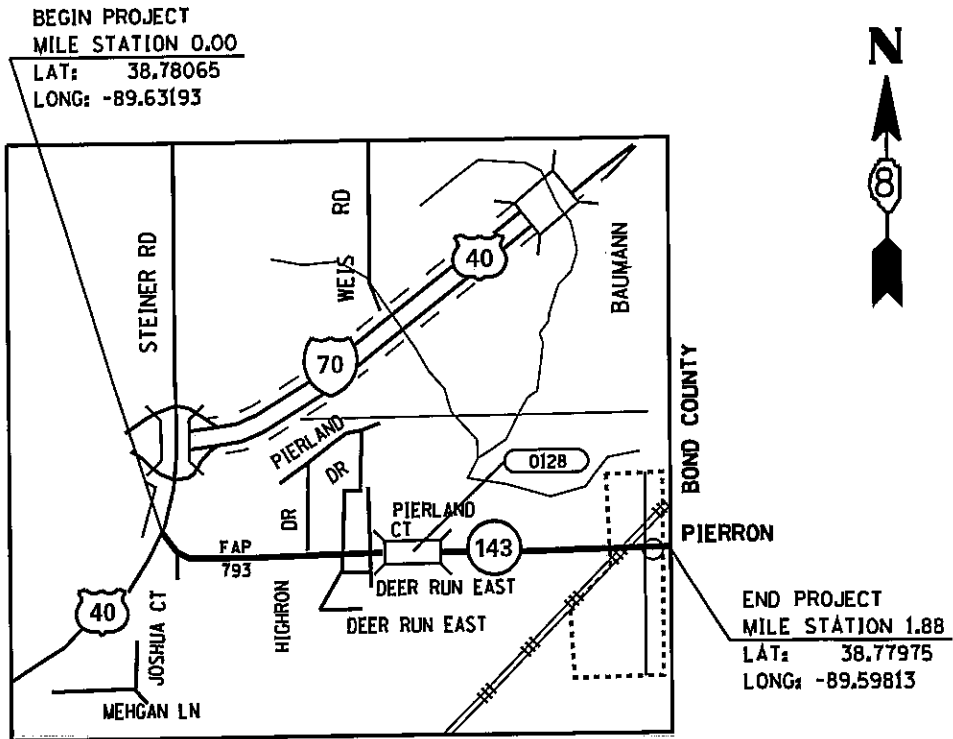 BEGIN PROJECT
MILE STATION 0.00
LAT: 38.78065
LONG: -89.63193
N
8
STEINER RD
WEIS RD
40
BAUMANN
70
BOND COUNTY
PIERLAND DR
0128
DR
PIERLAND
CT
PIERRON
FAP
793
143
DEER RUN EAST
DEER RUN EAST
HIGHRON
40
JOSHUA CT
MEHGAN LN
END PROJECT
MILE STATION 1.88
LAT: 38.77975
LONG: -89.59813